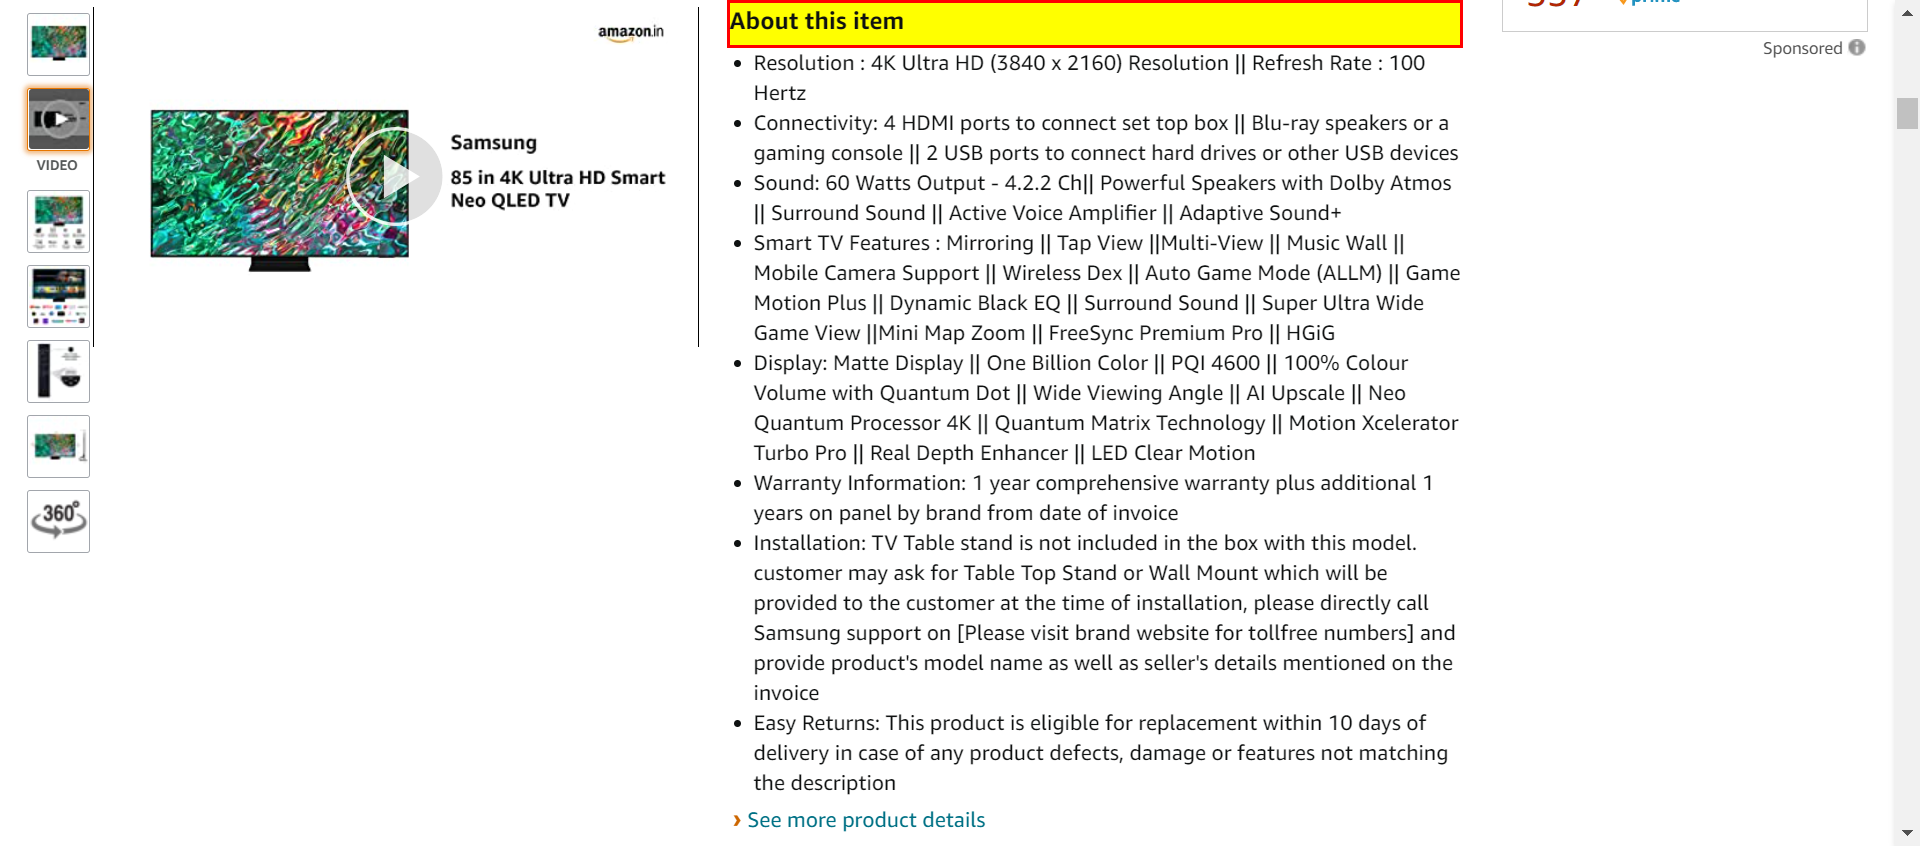 amazon.in
Samsung
85 in 4K Ultra HD Smart
Neo QLED TV
VIDEO
360°
About this item
Resolution : 4K Ultra HD (3840 x 2160) Resolution || Refresh Rate : 100
Hertz
Connectivity: 4 HDMI ports to connect set top box || Blu-ray speakers or a
gaming console || 2 USB ports to connect hard drives or other USB devices
Sound: 60 Watts Output - 4.2.2 Ch|| Powerful Speakers with Dolby Atmos
|| Surround Sound || Active Voice Amplifier || Adaptive Sound+
Smart TV Features : Mirroring || Tap View ||Multi-View || Music Wall ||
Mobile Camera Support || Wireless Dex || Auto Game Mode (ALLM) || Game
Motion Plus || Dynamic Black EQ || Surround Sound || Super Ultra Wide
Game View ||Mini Map Zoom || FreeSync Premium Pro || HGiG
Display: Matte Display || One Billion Color || PQI 4600 || 100% Colour
Volume with Quantum Dot || Wide Viewing Angle || AI Upscale || Neo
Quantum Processor 4K || Quantum Matrix Technology || Motion Xcelerator
Turbo Pro || Real Depth Enhancer || LED Clear Motion
Warranty Information: 1 year comprehensive warranty plus additional 1
years on panel by brand from date of invoice
Installation: TV Table stand is not included in the box with this model.
customer may ask for Table Top Stand or Wall Mount which will be
provided to the customer at the time of installation, please directly call
Samsung support on [Please visit brand website for tollfree numbers] and
provide product's model name as well as seller's details mentioned on the
invoice
Easy Returns: This product is eligible for replacement within 10 days of
delivery in case of any product defects, damage or features not matching
the description
› See more product details
Sponsored